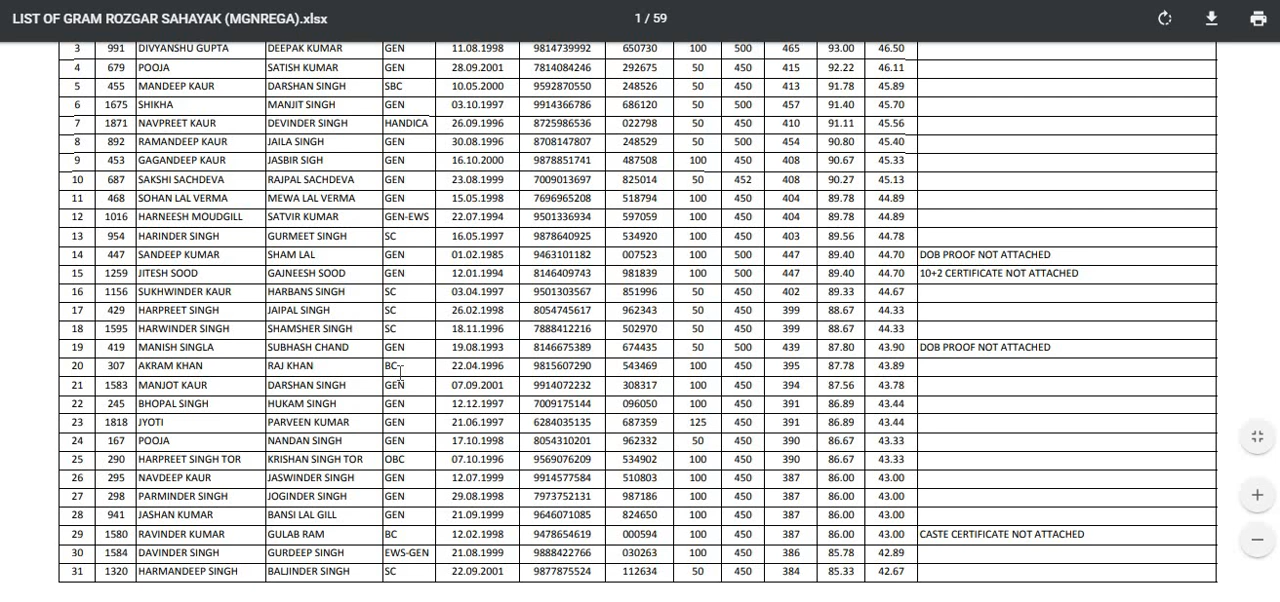 LIST OF GRAM ROZGAR SAHAYAK (MGNREGA).xlsx 1 / 59
3 991 DIVYANSHU GUPTA DEEPAK KUMAR GEN 11.08.1998 9814739992 650730 100 500 465 93.00 46.50
4 679 POOJA SATISH KUMAR GEN 28.09.2001 7814084246 292675 50 450 415 92.22 46.11
5 455 MANDEEP KAUR DARSHAN SINGH SBC 10.05.2000 9592870550 248526 50 450 413 91.78 45.89
6 1675 SHIKHA MANJIT SINGH GEN 03.10.1997 9914366786 686120 50 500 457 91.40 45.70
7 1871 NAVPREET KAUR DEVINDER SINGH HANDICA 26.09.1996 8725986536 022798 50 450 410 91.11 45.56
8 892 RAMANDEEP KAUR JAILA SINGH GEN 30.08.1996 8708147807 248529 50 500 454 90.80 45.40
9 453 GAGANDEEP KAUR JASBIR SIGH GEN 16.10.2000 9878851741 487508 100 450 408 90.67 45.33
10 687 SAKSHI SACHDEVA RAJPAL SACHDEVA GEN 23.08.1999 7009013697 825014 50 452 408 90.27 45.13
11 468 SOHAN LAL VERMA MEWA LAL VERMA GEN 15.05.1998 7696965208 518794 100 450 404 89.78 44.89
12 1016 HARNEESH MOUDGILL SATVIR KUMAR GEN-EWS 22.07.1994 9501336934 597059 100 450 404 89.78 44.89
13 954 HARINDER SINGH GURMEET SINGH SC 16.05.1997 9878640925 534920 100 450 403 89.56 44.78
14 447 SANDEEP KUMAR SHAM LAL GEN 01.02.1985 9463101182 007523 100 500 447 89.40 44.70 DOB PROOF NOT ATTACHED
15 1259 JITESH SOOD GAJNEESH SOOD GEN 12.01.1994 8146409743 981839 100 500 447 89.40 44.70 10+2 CERTIFICATE NOT ATTACHED
16 1156 SUKHWINDER KAUR HARBANS SINGH SC 03.04.1997 9501303567 851996 50 450 402 89.33 44.67
17 429 HARPREET SINGH JAIPAL SINGH SC 26.02.1998 8054745617 962343 50 450 399 88.67 44.33
18 1595 HARWINDER SINGH SHAMSHER SINGH SC 18.11.1996 7888412216 502970 50 450 399 88.67 44.33
19 419 MANISH SINGLA SUBHASH CHAND GEN 19.08.1993 8146675389 674435 50 500 439 87.80 43.90 DOB PROOF NOT ATTACHED
20 307 AKRAM KHAN RAJ KHAN BC 22.04.1996 9815607290 543469 100 450 395 87.78 43.89
21 1583 MANJOT KAUR DARSHAN SINGH GEN 07.09.2001 9914072232 308317 100 450 394 87.56 43.78
22 245 BHOPAL SINGH HUKAM SINGH GEN 12.12.1997 7009175144 096050 100 450 391 86.89 43.44
23 1818 JYOTI PARVEEN KUMAR GEN 21.06.1997 6284035135 687359 125 450 391 86.89 43.44
24 167 POOJA NANDAN SINGH GEN 17.10.1998 8054310201 962332 50 450 390 86.67 43.33
25 290 HARPREET SINGH TOR KRISHAN SINGH TOR OBC 07.10.1996 9569076209 534902 100 450 390 86.67 43.33
26 295 NAVDEEP KAUR JASWINDER SINGH GEN 12.07.1999 9914577584 510803 100 450 387 86.00 43.00
27 298 PARMINDER SINGH JOGINDER SINGH GEN 29.08.1998 7973752131 987186 100 450 387 86.00 43.00
28 941 JASHAN KUMAR BANSI LAL GILL GEN 21.09.1999 9646071085 824650 100 450 387 86.00 43.00
29 1580 RAVINDER KUMAR GULAB RAM BC 12.02.1998 9478654619 000594 100 450 387 86.00 43.00 CASTE CERTIFICATE NOT ATTACHED
30 1584 DAVINDER SINGH GURDEEP SINGH EWS-GEN 21.08.1999 9888422766 030263 100 450 386 85.78 42.89
31 1320 HARMANDEEP SINGH BALJINDER SINGH SC 22.09.2001 9877875524 112634 50 450 384 85.33 42.67